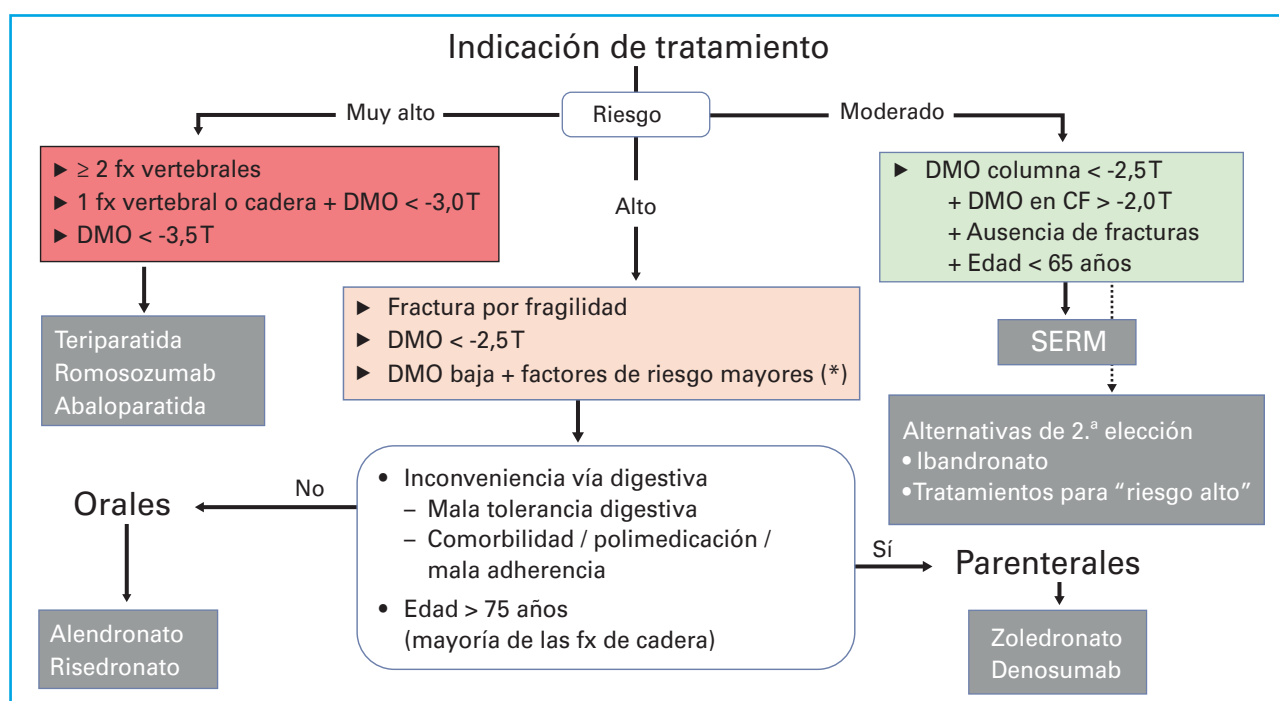 Indicación de tratamiento
Muy alto
Riesgo
Moderado
► ≥ 2 fx vertebrales
► 1 fx vertebral o cadera + DMO < -3,0T
► DMO < -3,5T
Alto
► DMO columna < -2,5T
+ DMO en CF > -2,0T
+ Ausencia de fracturas
+ Edad < 65 años
Teriparatida
Romosozumab
Abaloparatida
► Fractura por fragilidad
► DMO < -2,5T
► DMO baja + factores de riesgo mayores (*)
SERM
Alternativas de 2.ª elección
• Ibandronato
• Tratamientos para “riesgo alto”
• Inconveniencia vía digestiva
– Mala tolerancia digestiva
– Comorbilidad / polimedicación /
mala adherencia
• Edad > 75 años
(mayoría de las fx de cadera)
No
Orales
Alendronato
Risedronato
Sí
Parenterales
Zoledronato
Denosumab